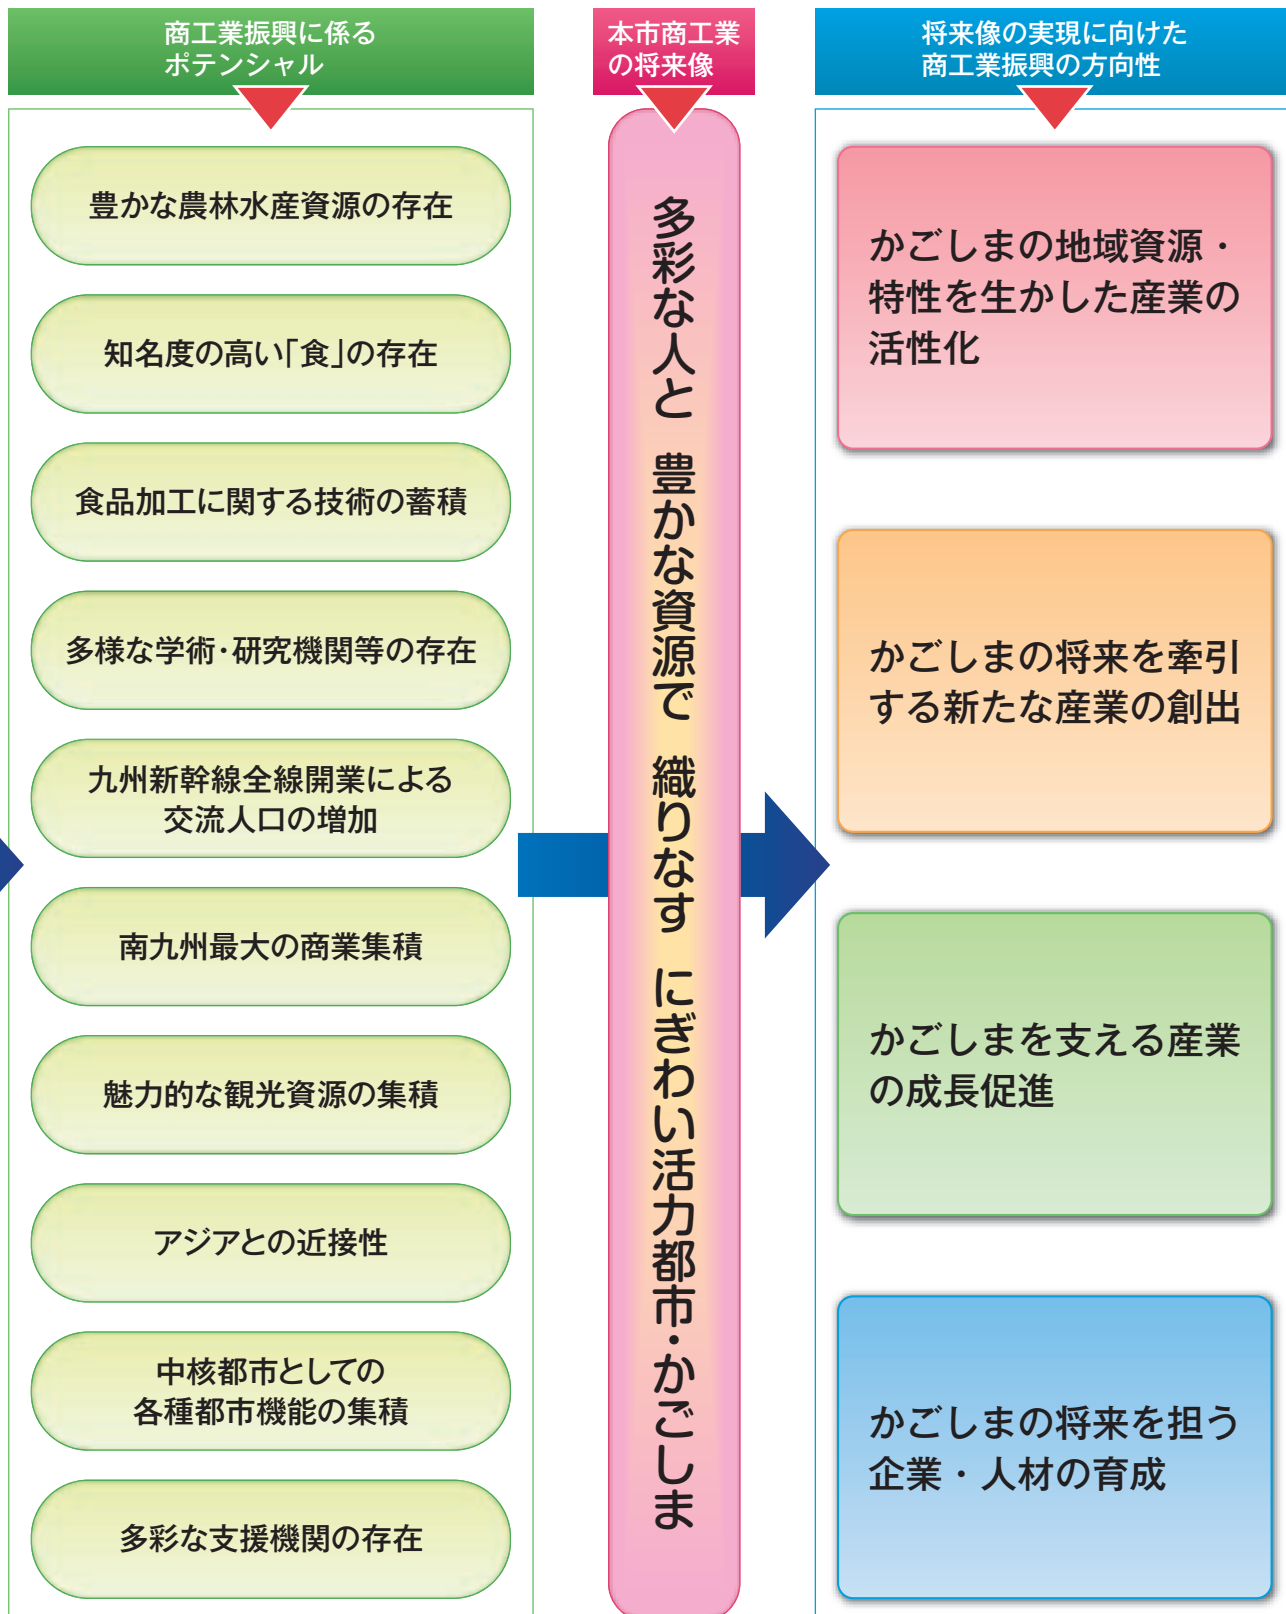 商工業振興に係る
ポテンシャル
豊かな農林水産資源の存在
知名度の高い「食」の存在
食品加工に関する技術の蓄積
多様な学術・研究機関等の存在
九州新幹線全線開業による
交流人口の増加
南九州最大の商業集積
魅力的な観光資源の集積
アジアとの近接性
中核都市としての
各種都市機能の集積
多彩な支援機関の存在
本市商工業
の将来像
多彩な人と 豊かな資源で 織りなす にぎわい活力都市・かごしま
将来像の実現に向けた
商工業振興の方向性
かごしまの地域資源・
特性を生かした産業の
活性化
かごしまの将来を牽引
する新たな産業の創出
かごしまを支える産業
の成長促進
かごしまの将来を担う
企業・人材の育成